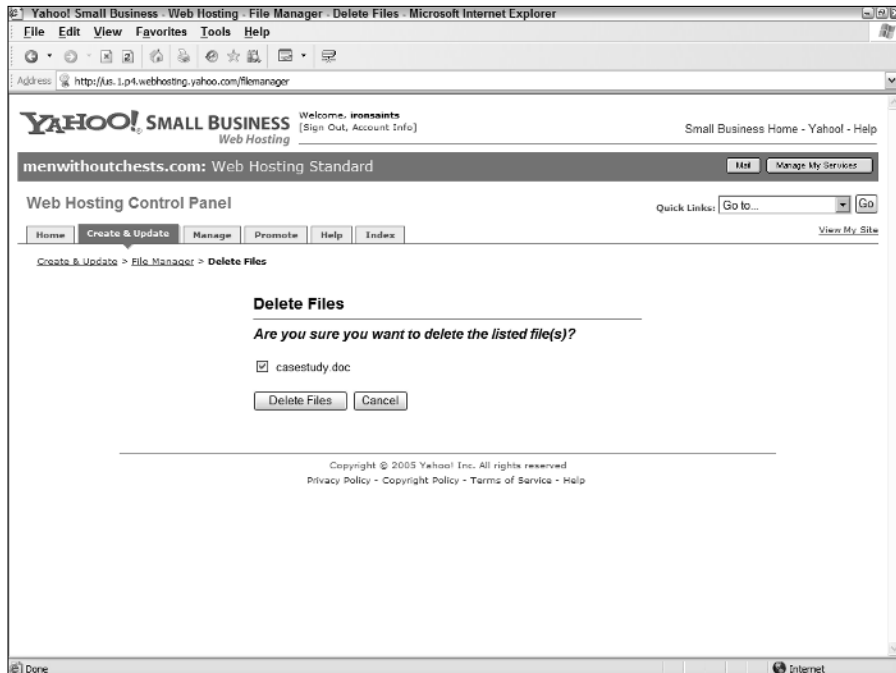 Yahoo! Small Business - Web Hosting - File Manager - Delete Files - Microsoft Internet Explorer
File Edit View Favorites Tools Help
Address http://us.1.p4.webhosting.yahoo.com/filemanager
YAHOO! SMALL BUSINESS
Web Hosting
Welcome, ironsaints
[Sign Out, Account Info]
Small Business Home - Yahoo! - Help
menwithoutchests.com: Web Hosting Standard
Mail Manage My Services
Web Hosting Control Panel
Quick Links: Go to... Go
Home Create & Update Manage Promote Help Index
View My Site
Create & Update > File Manager > Delete Files
Delete Files
Are you sure you want to delete the listed file(s)?
casestudy.doc
Delete Files Cancel
Copyright © 2005 Yahoo! Inc. All rights reserved
Privacy Policy - Copyright Policy - Terms of Service - Help
Done Internet